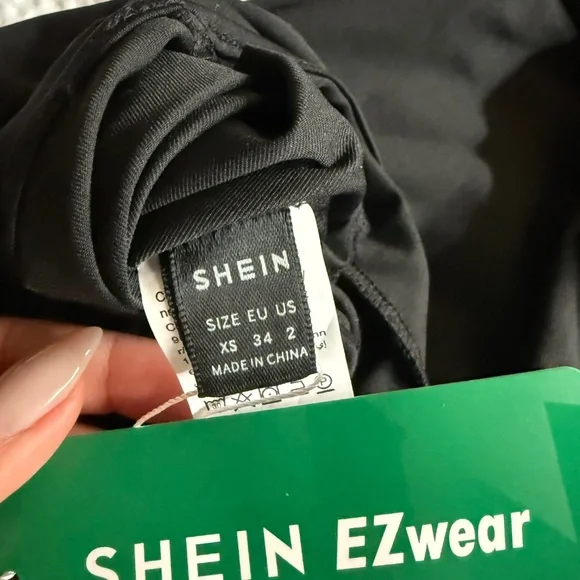 SHEIN
SIZE EU US
XS 34 2
MADE IN CHINA
SHEIN EZwear